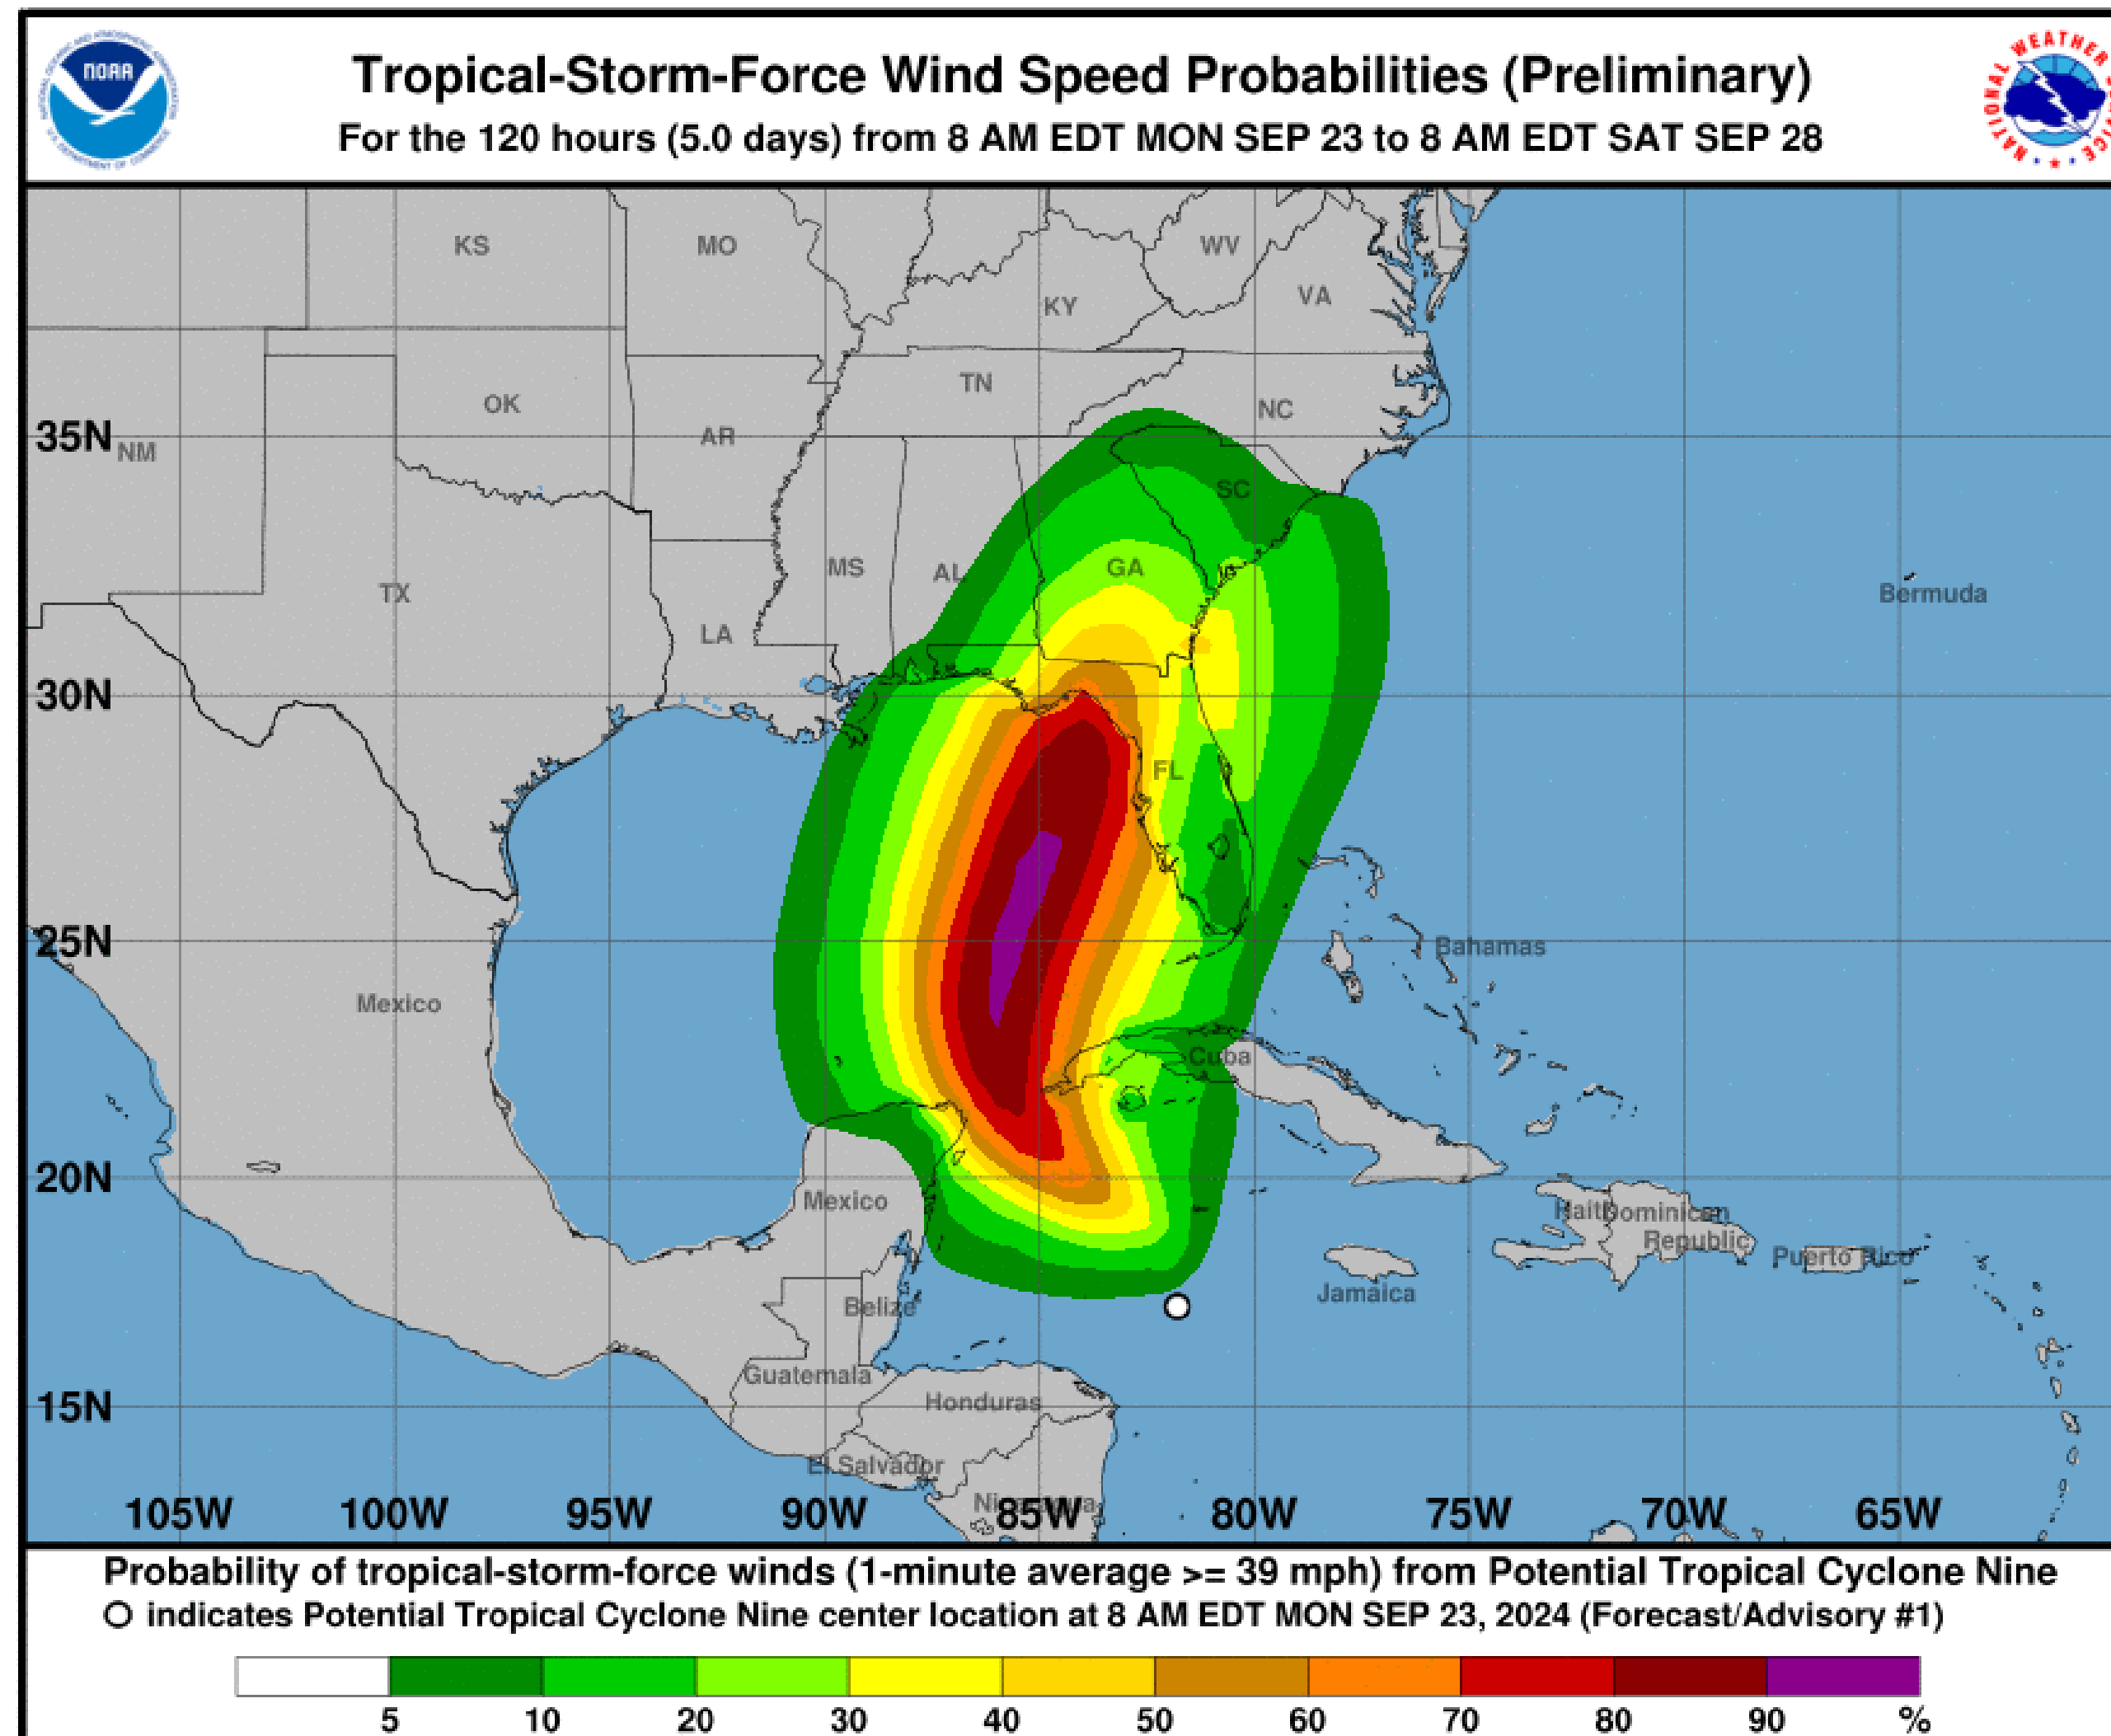 NOAA
Tropical-Storm-Force Wind Speed Probabilities (Preliminary)
For the 120 hours (5.0 days) from 8 AM EDT MON SEP 23 to 8 AM EDT SAT SEP 28
NATIONAL WEATHER
KS
MO
WV
VA
KY
TN
NC
OK
AR
35N
NM
SC
MS
AL
GA
TX
Bermuda
LA
30N
FL
25N
Bahamas
Mexico
Cuba
20N
Mexico
Haiti
Dominican
Republic
Puerto Rico
Jamaica
Belize
Guatemala
Honduras
15N
El Salvador
Nicaragua
105W 100W 95W 90W 85W 80W 75W 70W 65W
Probability of tropical-storm-force winds (1-minute average >= 39 mph) from Potential Tropical Cyclone Nine
O indicates Potential Tropical Cyclone Nine center location at 8 AM EDT MON SEP 23, 2024 (Forecast/Advisory #1)
5 10 20 30 40 50 60 70 80 90 %